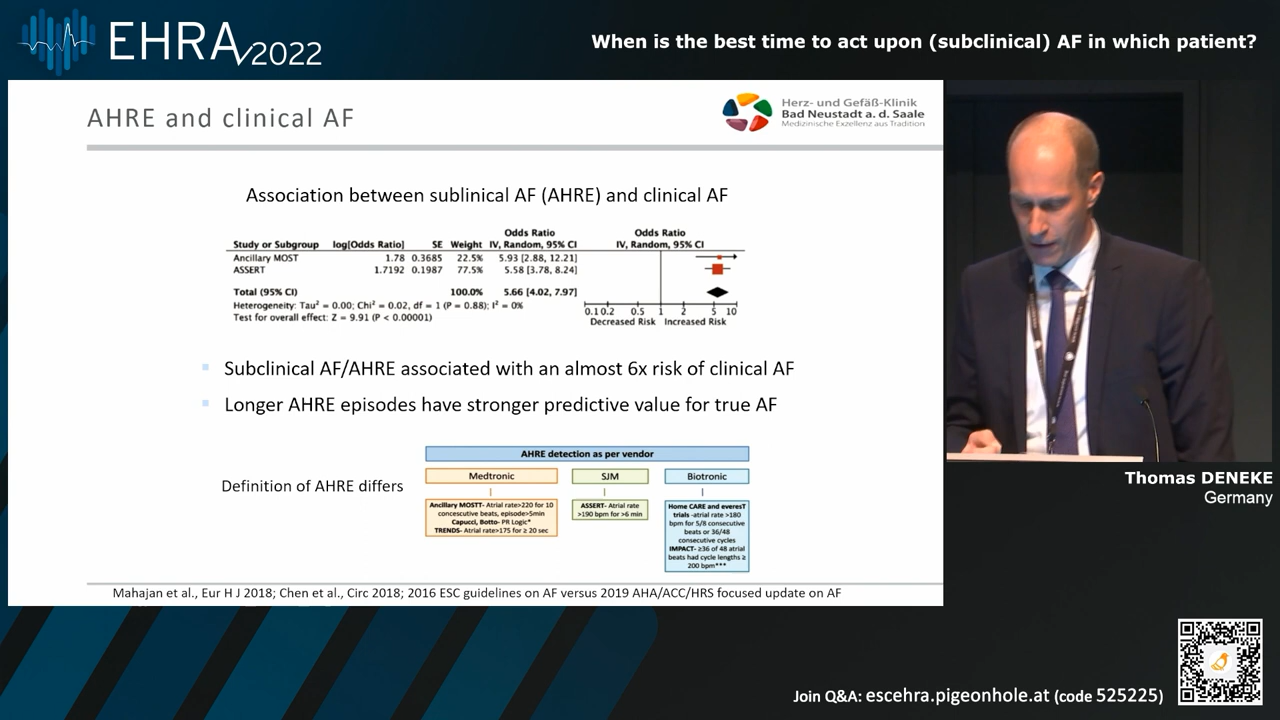 EHRA 2022
When is the best time to act upon (subclinical) AF in which patient?
AHRE and clinical AF
Herz- und Gefäß-Klinik
Bad Neustadt a. d. Saale
Medizinische Exzellenz aus Tradition
Association between sublinical AF (AHRE) and clinical AF
Odds Ratio Odds Ratio
Study or Subgroup log[Odds Ratio] SE Weight IV, Random, 95% CI IV, Random, 95% CI
Ancillary MOST 1.78 0.3685 22.5% 5.93 [2.88, 12.21]
ASSERT 1.7192 0.1987 77.5% 5.58 [3.78, 8.24]
Total (95% CI) 100.0% 5.66 [4.02, 7.97]
Heterogeneity: Tau² = 0.00; Chi² = 0.02, df = 1 (P = 0.88); I² = 0%
Test for overall effect: Z = 9.91 (P < 0.00001)
0.1 0.2 0.5 1 2 5 10
Decreased Risk Increased Risk
Subclinical AF/AHRE associated with an almost 6x risk of clinical AF
Longer AHRE episodes have stronger predictive value for true AF
AHRE detection as per vendor
Definition of AHRE differs
Medtronic
Ancillary MOSTT- Atrial rate>220 for 10
concescutive beats, episode>5min
Capucci, Botto- PR Logic*
TRENDS- Atrial rate>175 for ≥ 20 sec
SJM
ASSERT- Atrial rate
>190 bpm for >6 min
Biotronic
Home CARE and everesT
trials -atrial rate >180
bpm for 5/8 consecutive
beats or 36/48
consecutive cycles
IMPACT- ≥36 of 48 atrial
beats had cycle lengths ≥
200 bpm***
Mahajan et al., Eur H J 2018; Chen et al., Circ 2018; 2016 ESC guidelines on AF versus 2019 AHA/ACC/HRS focused update on AF
Thomas DENEKE
Germany
Join Q&A: escehra.pigeonhole.at (code 525225)